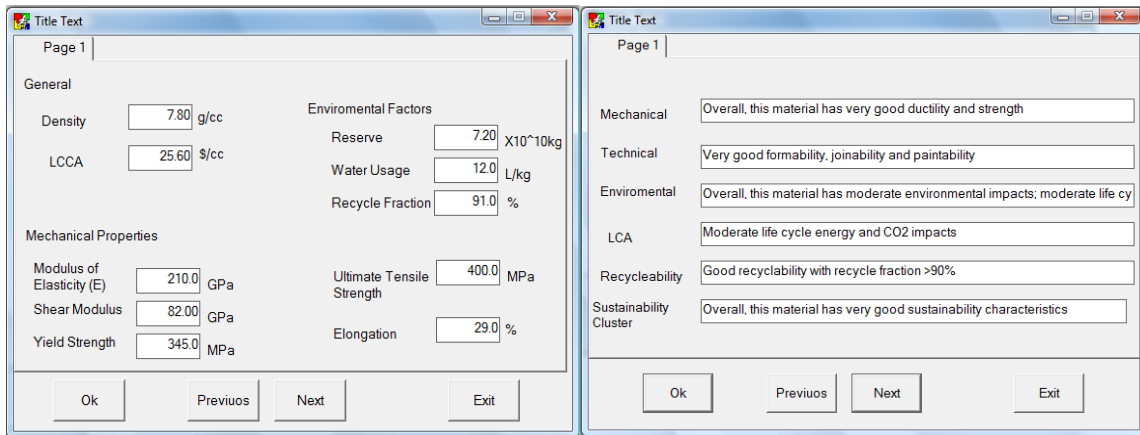 Title Text
Page 1
General
Density 7.80 g/cc
LCCA 25.60 $/cc
Enviromental Factors
Reserve 7.20 X10^10kg
Water Usage 12.0 L/kg
Recycle Fraction 91.0 %
Mechanical Properties
Modulus of
Elasticity (E) 210.0 GPa
Shear Modulus 82.00 GPa
Yield Strength 345.0 MPa
Ultimate Tensile 400.0 MPa
Strength
Elongation 29.0 %
Ok Previuos Next Exit
Title Text
Page 1
Mechanical Overall, this material has very good ductility and strength
Technical Very good formability, joinability and paintability
Enviromental Overall, this material has moderate environmental impacts; moderate life cy
LCA Moderate life cycle energy and CO2 impacts
Recycleability Good recyclability with recycle fraction >90%
Sustainability Overall, this material has very good sustainability characteristics
Cluster
Ok Previuos Next Exit